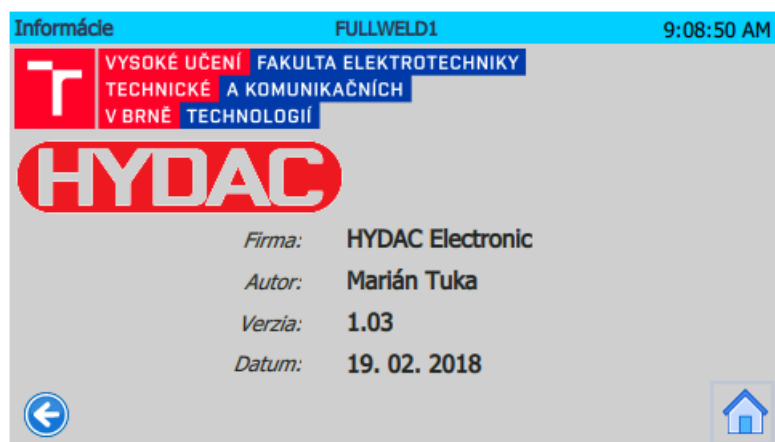 Informácie FULLWELD1 9:08:50 AM
VYSOKÉ UČENÍ FAKULTA ELEKTROTECHNIKY
TECHNICKÉ A KOMUNIKAČNÍCH
V BRNĚ TECHNOLOGIÍ
HYDAC
Firma: HYDAC Electronic
Autor: Marián Tuka
Verzia: 1.03
Datum: 19. 02. 2018